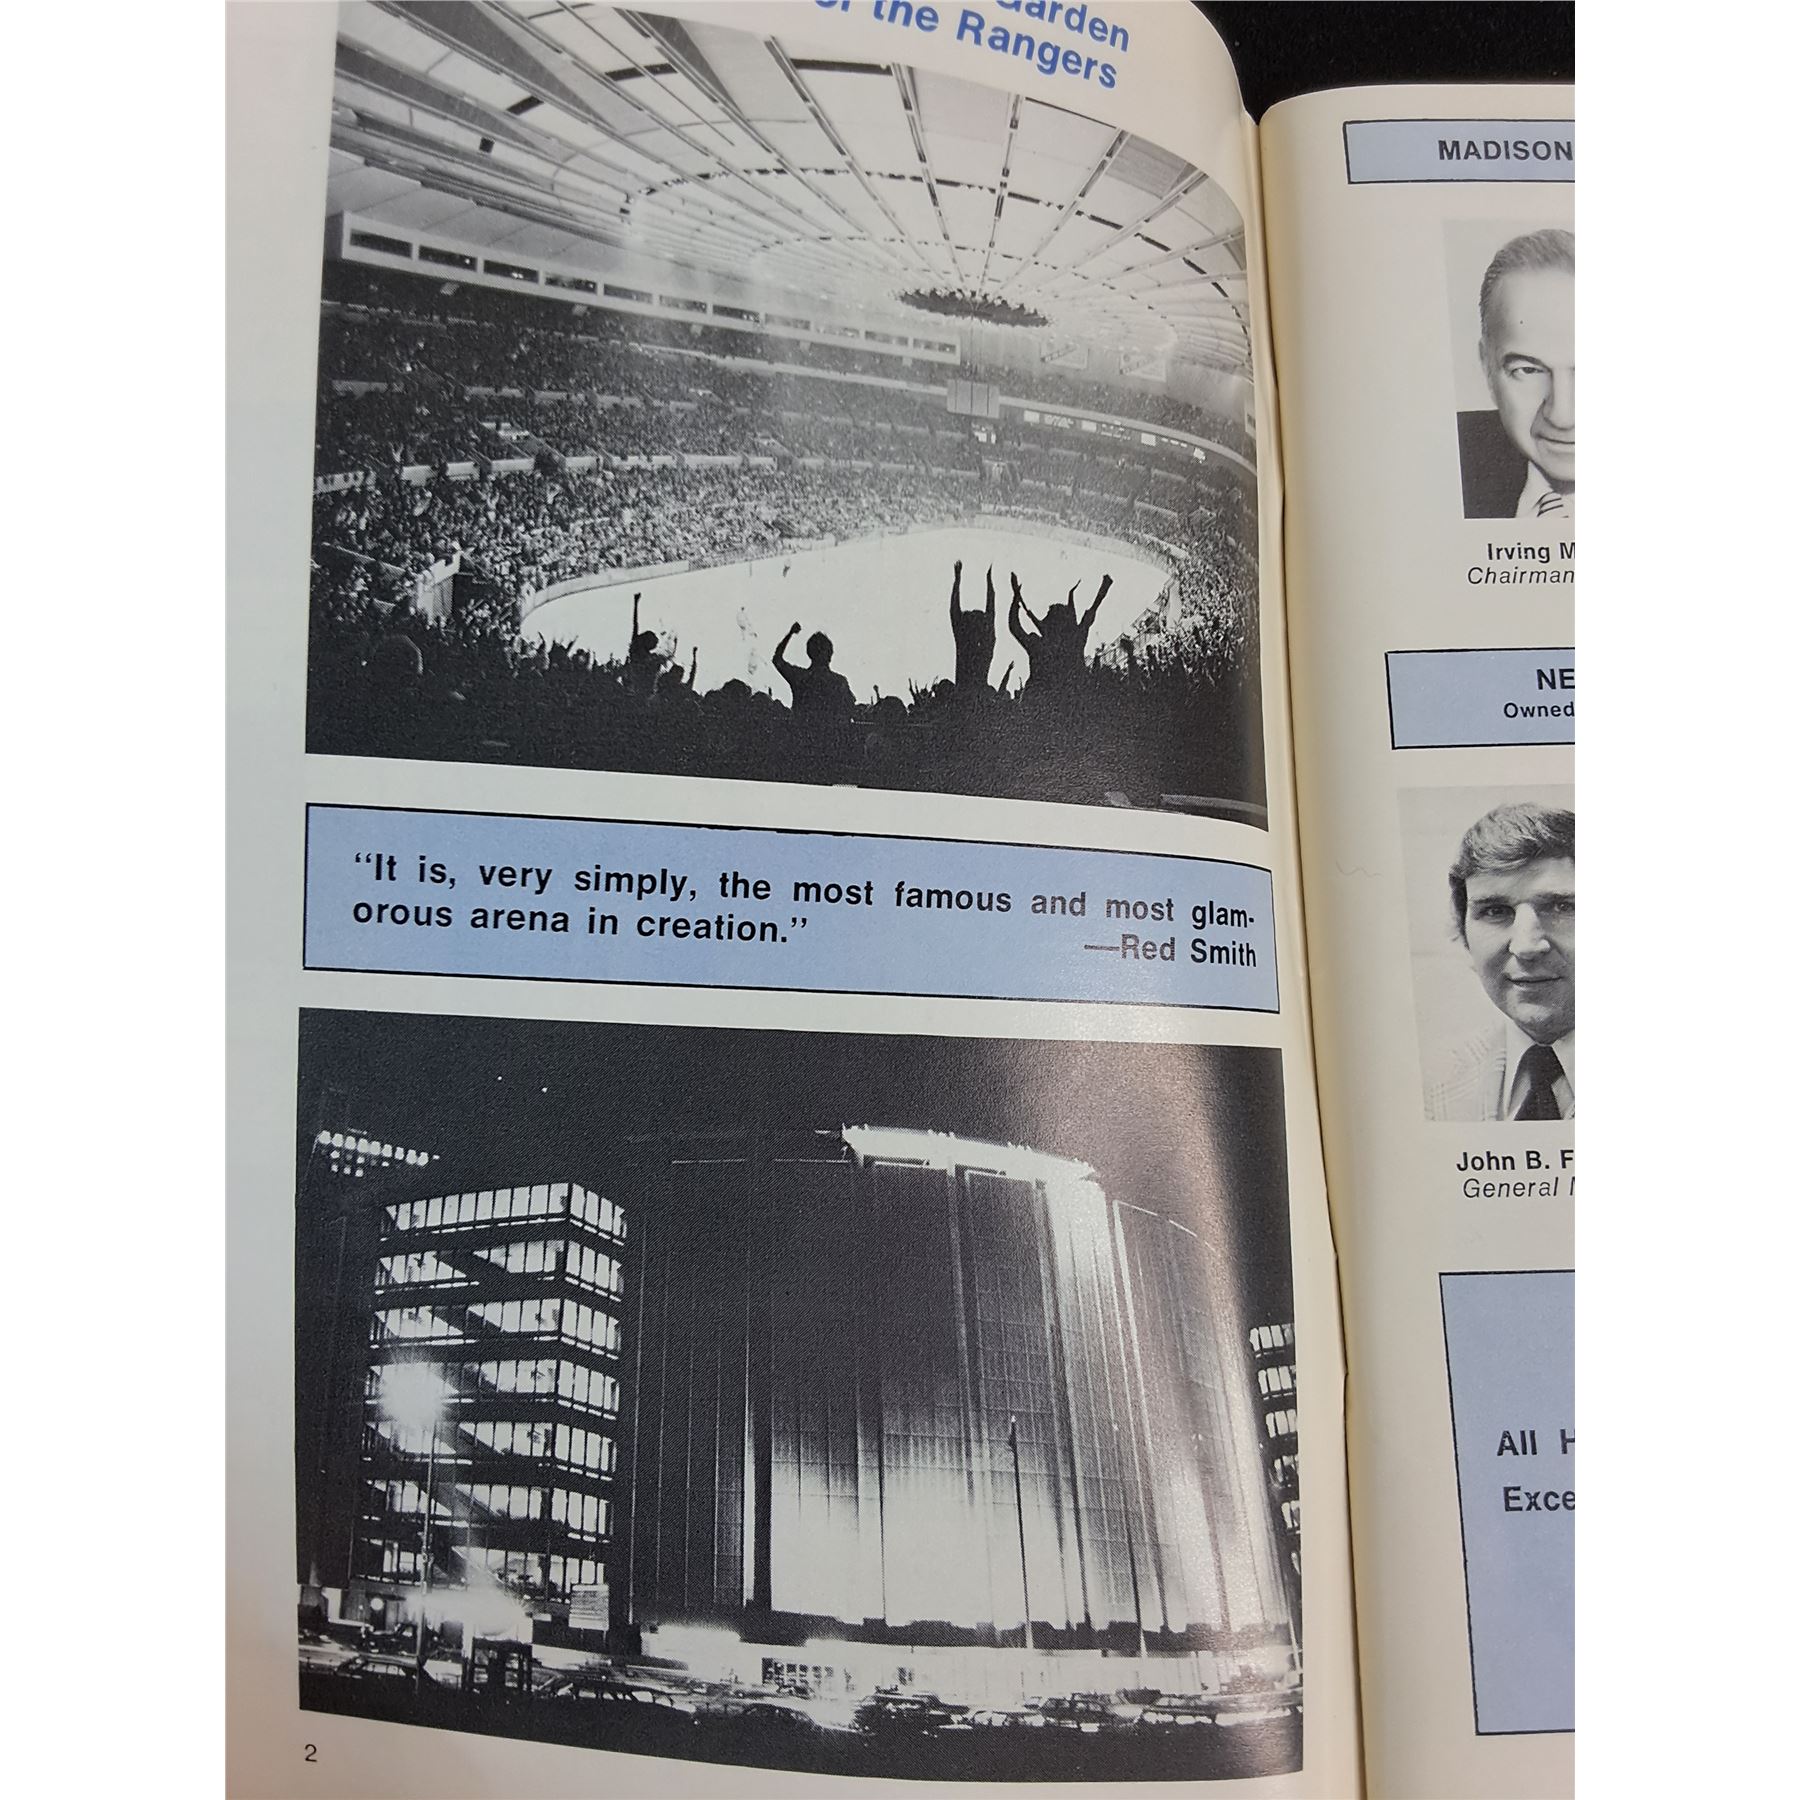 Garden
of the Rangers
“It is, very simply, the most famous and most glam-
orous arena in creation.”
—Red Smith
2
MADISON
Irving M
Chairman
NE
Owned
John B. F
General M
All H
Exce